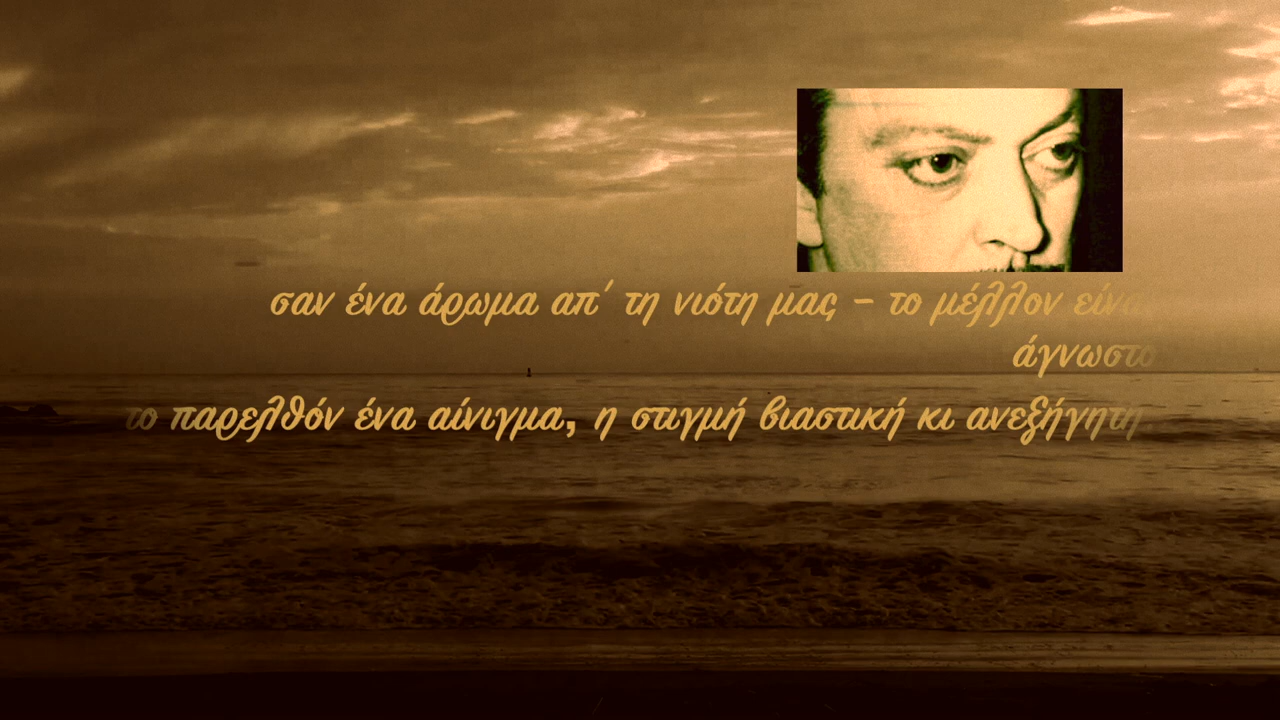 σαν ένα άρωμα απ΄ τη νιότη μας – το μέλλον είναι
άγνωστο
το παρελθόν ένα αίνιγμα, η στιγμή βιαστική κι ανεξήγητη.